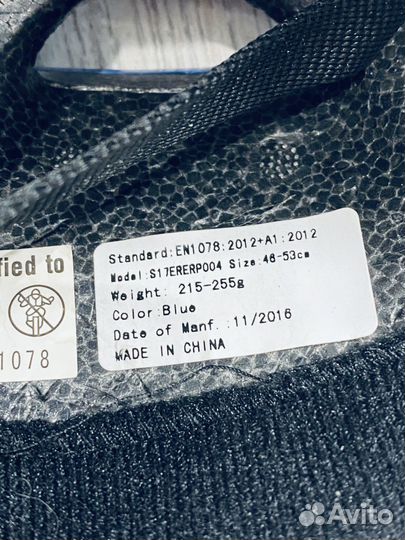 Standard:EN1078:2012+A1:2012
Model:S17ERERP004 Size:46-53cm
Weight: 215-255g
Color:Blue
Date of Manf.:11/2016
MADE IN CHINA
fied to
1078
Avito